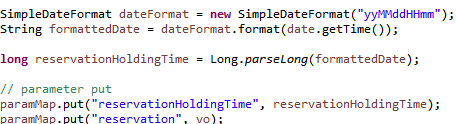 SimpleDateFormat dateFormat = new SimpleDateFormat("yyMMddHHmm");
String formattedDate = dateFormat.format(date.getTime());
long reservationHoldingTime = Long.parseLong(formattedDate);
// parameter put
paramMap.put("reservationHoldingTime", reservationHoldingTime);
paramMap.put("reservation", vo);